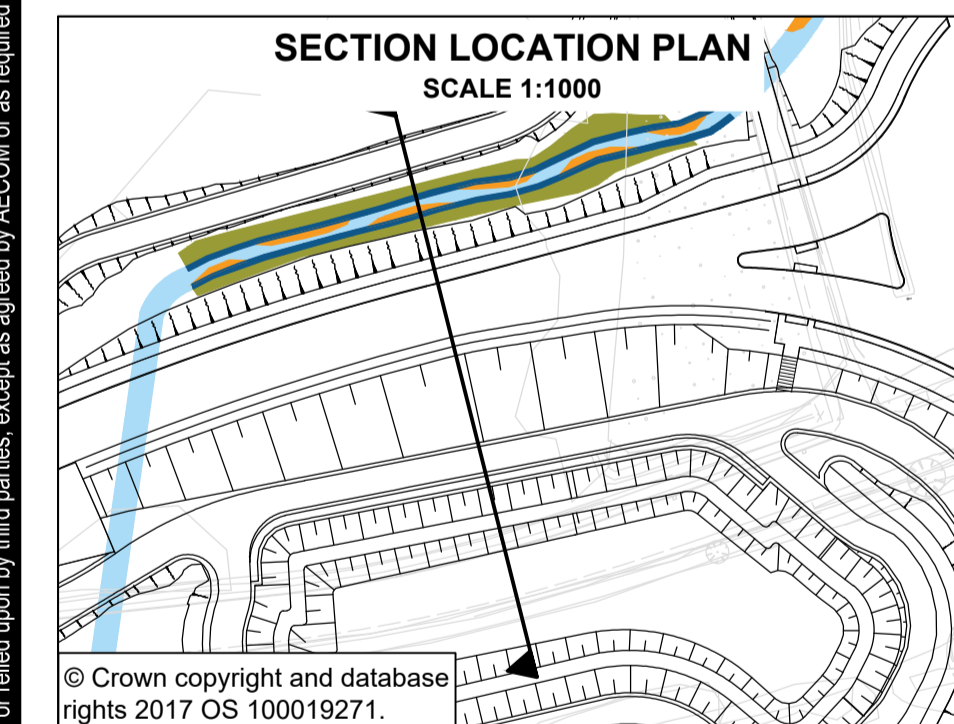 SECTION LOCATION PLAN
SCALE 1:1000
or relied upon by third parties, except as agreed by AECOM or as required
© Crown copyright and database
rights 2017 OS 100019271.